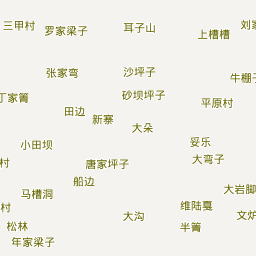 三甲村
罗家梁子
耳子山
上槽槽
刘
张家弯
沙坪子
牛棚子
丁家箐
砂坝坪子
平原村
田边
新寨
大朵
小田坝
妥乐
大弯子
村
唐家坪子
船边
马槽洞
大岩脚
村
维陆戛
大沟
文
松林
半箐
年家梁子